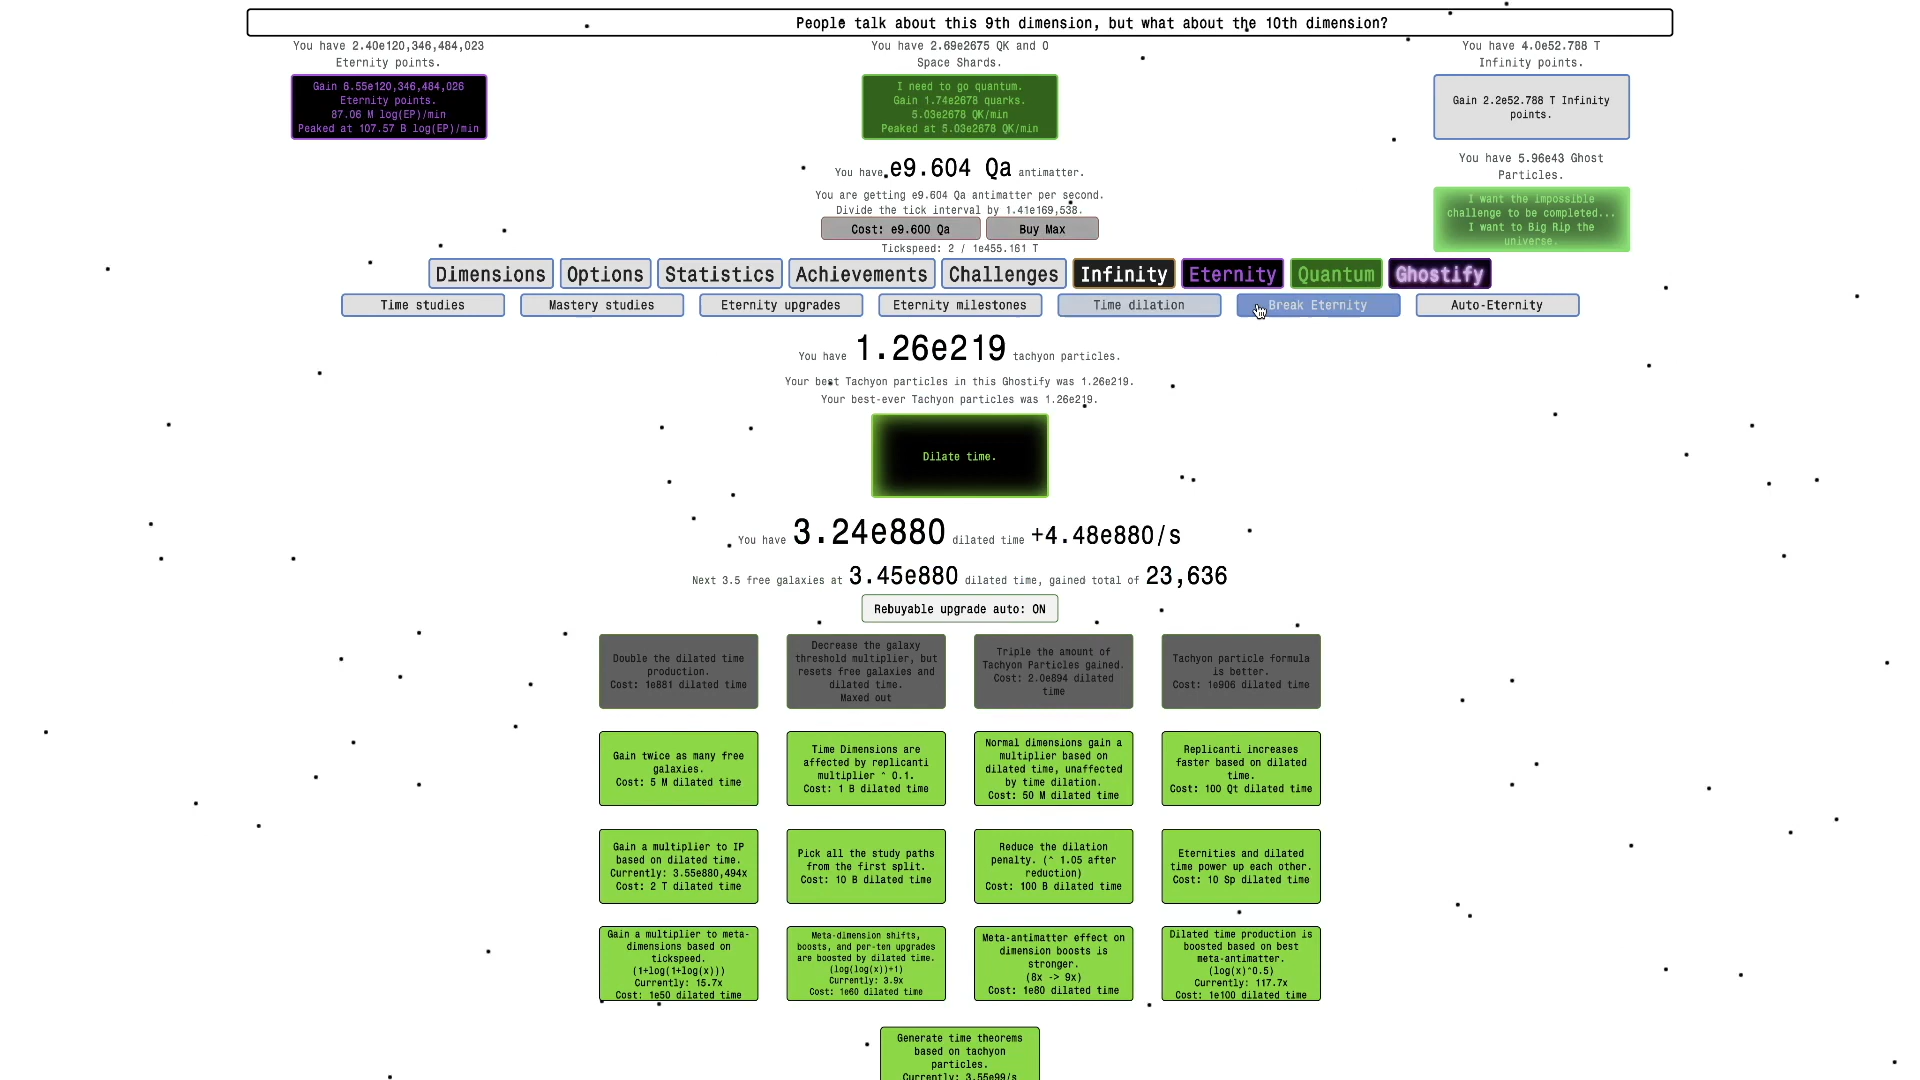 People talk about this 9th dimension, but what about the 10th dimension?
You have 2.40e120,346,484,023
Eternity points.
Gain 6.55e120,346,484,026
Eternity points.
87.06 M log(EP)/min
Peaked at 107.57 B log(EP)/min
You have 2.69e2675 QK and 0
Space Shards.
I need to go quantum.
Gain 1.74e2678 quarks.
5.03e2678 QK/min
Peaked at 5.03e2678 QK/min
You have 4.0e52.788 T
Infinity points.
Gain 2.2e52.788 T Infinity
points.
You have 5.96e43 Ghost
Particles.
I want the impossible
challenge to be completed...
I want to Big Rip the
universe.
You have e9.604 Qa antimatter.
You are getting e9.604 Qa antimatter per second.
Divide the tick interval by 1.41e169,538.
Cost: e9.600 Qa
Buy Max
Tickspeed: 2 / 1e455.161 T
Dimensions
Options
Statistics
Achievements
Challenges
Infinity
Eternity
Quantum
Ghostify
Time studies
Mastery studies
Eternity upgrades
Eternity milestones
Time dilation
Break Eternity
Auto-Eternity
You have 1.26e219 tachyon particles.
Your best Tachyon particles in this Ghostify was 1.26e219.
Your best-ever Tachyon particles was 1.26e219.
Dilate time.
You have 3.24e880 dilated time +4.48e880/s
Next 3.5 free galaxies at 3.45e880 dilated time, gained total of 23,636
Rebuyable upgrade auto: ON
Double the dilated time
production.
Cost: 1e881 dilated time
Decrease the galaxy
threshold multiplier, but
resets free galaxies and
dilated time.
Maxed out
Triple the amount of
Tachyon Particles gained.
Cost: 2.0e894 dilated
time
Tachyon particle formula
is better.
Cost: 1e906 dilated time
Gain twice as many free
galaxies.
Cost: 5 M dilated time
Time Dimensions are
affected by replicanti
multiplier ^ 0.1.
Cost: 1 B dilated time
Normal dimensions gain a
multiplier based on
dilated time, unaffected
by time dilation.
Cost: 50 M dilated time
Replicanti increases
faster based on dilated
time.
Cost: 100 Qt dilated time
Gain a multiplier to IP
based on dilated time.
Currently: 3.55e880,494x
Cost: 2 T dilated time
Pick all the study paths
from the first split.
Cost: 10 B dilated time
Reduce the dilation
penalty. (^ 1.05 after
reduction)
Cost: 100 B dilated time
Eternities and dilated
time power up each other.
Cost: 10 Sp dilated time
Gain a multiplier to meta-
dimensions based on
tickspeed.
(1+log(1+log(x)))
Currently: 15.7x
Cost: 1e50 dilated time
Meta-dimension shifts,
boosts, and per-ten upgrades
are boosted by dilated time.
(log(log(x))+1)
Currently: 3.9x
Cost: 1e60 dilated time
Meta-antimatter effect on
dimension boosts is
stronger.
(8x -> 9x)
Cost: 1e80 dilated time
Dilated time production is
boosted based on best
meta-antimatter.
(log(x)^0.5)
Currently: 117.7x
Cost: 1e100 dilated time
Generate time theorems
based on tachyon
particles.
Currently: 3.55e99/s